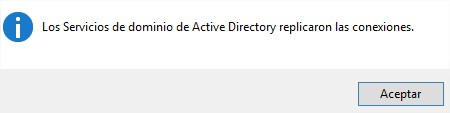 Los Servicios de dominio de Active Directory replicaron las conexiones.
Aceptar